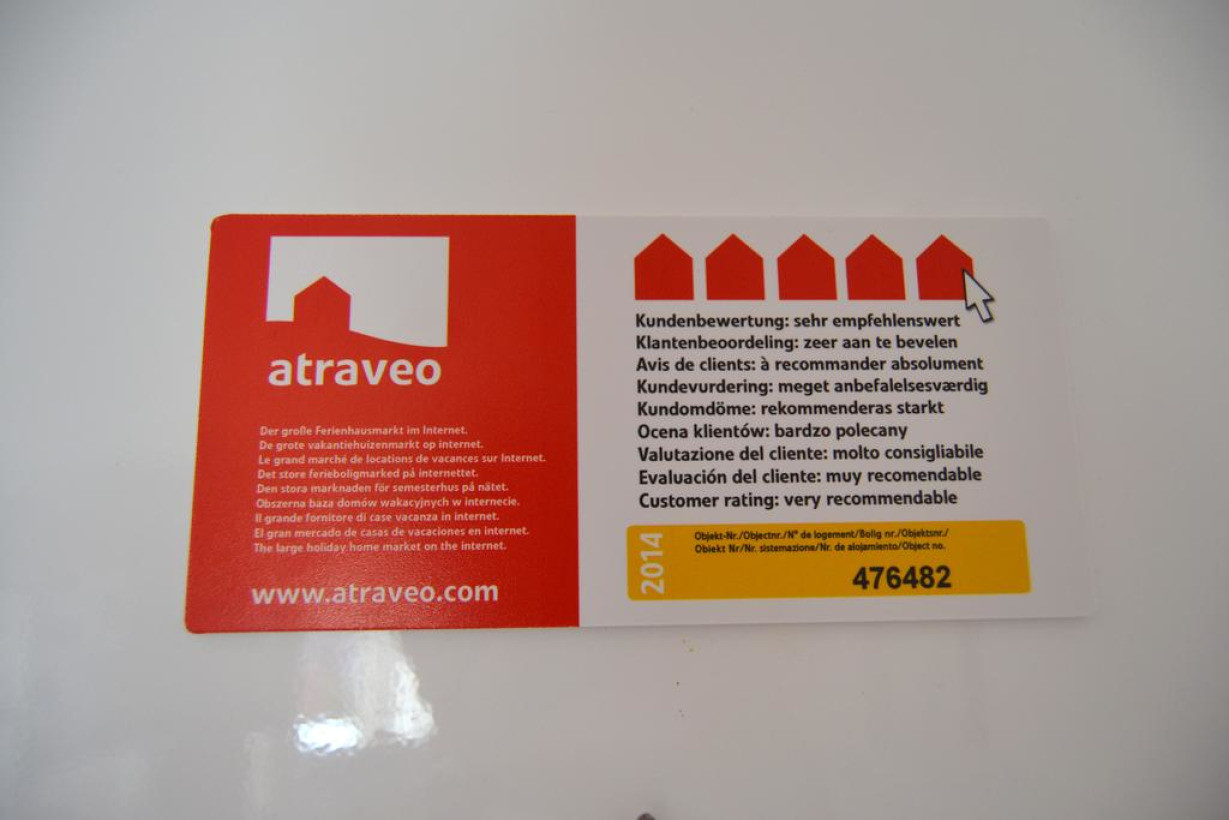 atraveo
Der große Ferienhausmarkt im Internet.
De grote vakantiehuizenmarkt op internet.
Le grand marché de locations de vacances sur Internet.
Det store ferieboligmarked på internettet.
Den stora marknaden för semesterhus på nätet.
Obszerna baza domów wakacyjnych w internecie.
Il grande fornitore di case vacanza in internet.
El gran mercado de casas de vacaciones en internet.
The large holiday home market on the internet.
www.atraveo.com
Kundenbewertung: sehr empfehlenswert
Klantenbeoordeling: zeer aan te bevelen
Avis de clients: à recommander absolument
Kundevurdering: meget anbefalelsesværdig
Kundomdöme: rekommenderas starkt
Ocena klientów: bardzo polecany
Valutazione del cliente: molto consigliabile
Evaluación del cliente: muy recomendable
Customer rating: very recommendable
2014
Objekt-Nr./Objectnr./N° de logement/Bolig nr./Objektsnr./
Obiekt Nr/Nr. sistemazione/Nr. de alojamiento/Object no.
476482